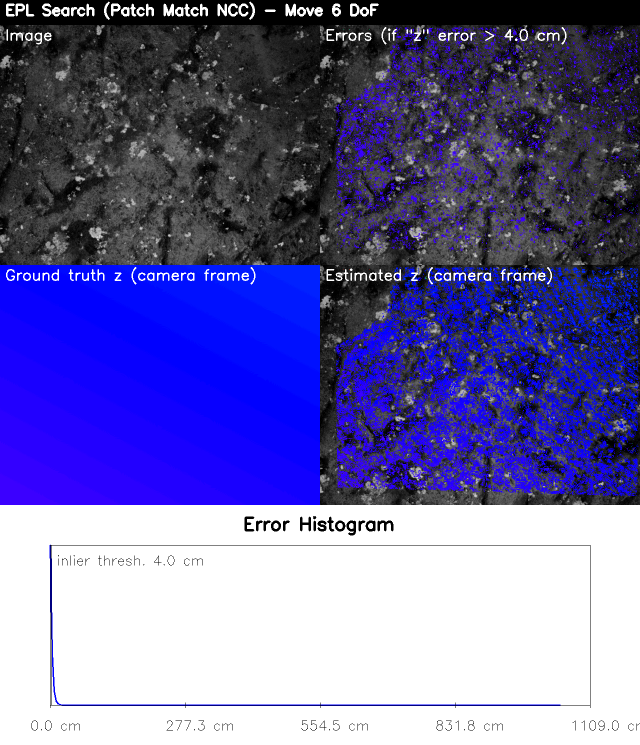 EPL Search (Patch Match NCC) - Move 6 DoF
Image
Errors (if "z" error > 4.0 cm)
Ground truth z (camera frame)
Estimated z (camera frame)
Error Histogram
inlier thresh. 4.0 cm
0.0 cm 277.3 cm 554.5 cm 831.8 cm 1109.0 cr